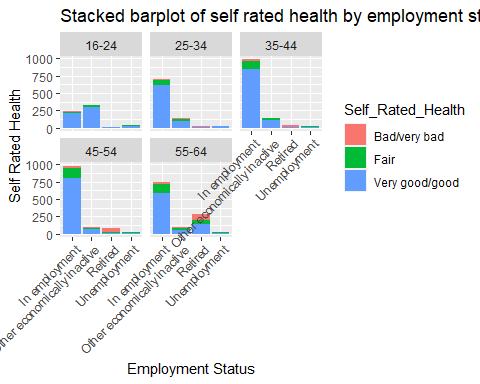 Stacked barplot of self rated health by employment st
16-24
25-34
35-44
1000
750
500
250
0
45-54
55-64
1000
750
500
250
0
In employment
Other economically inactive
Retired
Unemployment
In employment
Other economically inactive
Retired
Unemployment
In employment
Other economically inactive
Retired
Unemployment
Self Rated Health
Employment Status
Self_Rated_Health
Bad/very bad
Fair
Very good/good